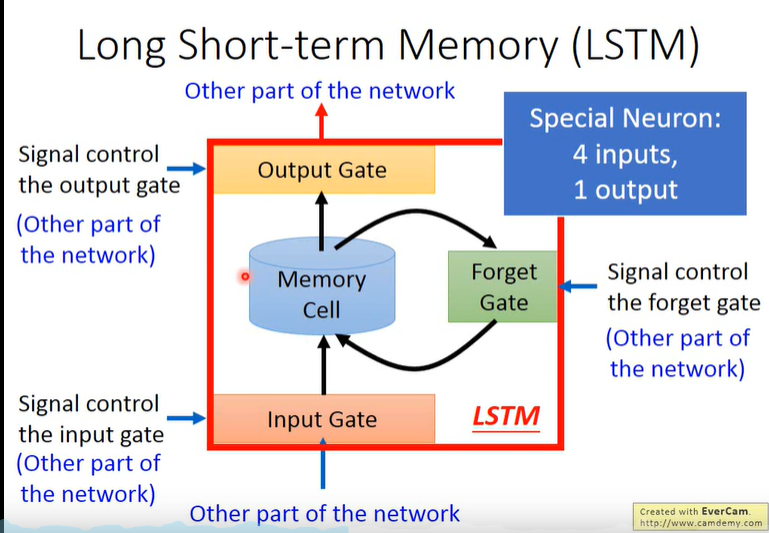 Long Short-term Memory (LSTM)
Other part of the network
Special Neuron:
4 inputs,
1 output
Signal control
the output gate
(Other part of
the network)
Output Gate
Memory
Cell
Forget
Gate
Signal control
the forget gate
(Other part of
the network)
Signal control
the input gate
(Other part of
the network)
Input Gate
LSTM
Other part of the network
Created with EverCam.
http://www.camdemy.com